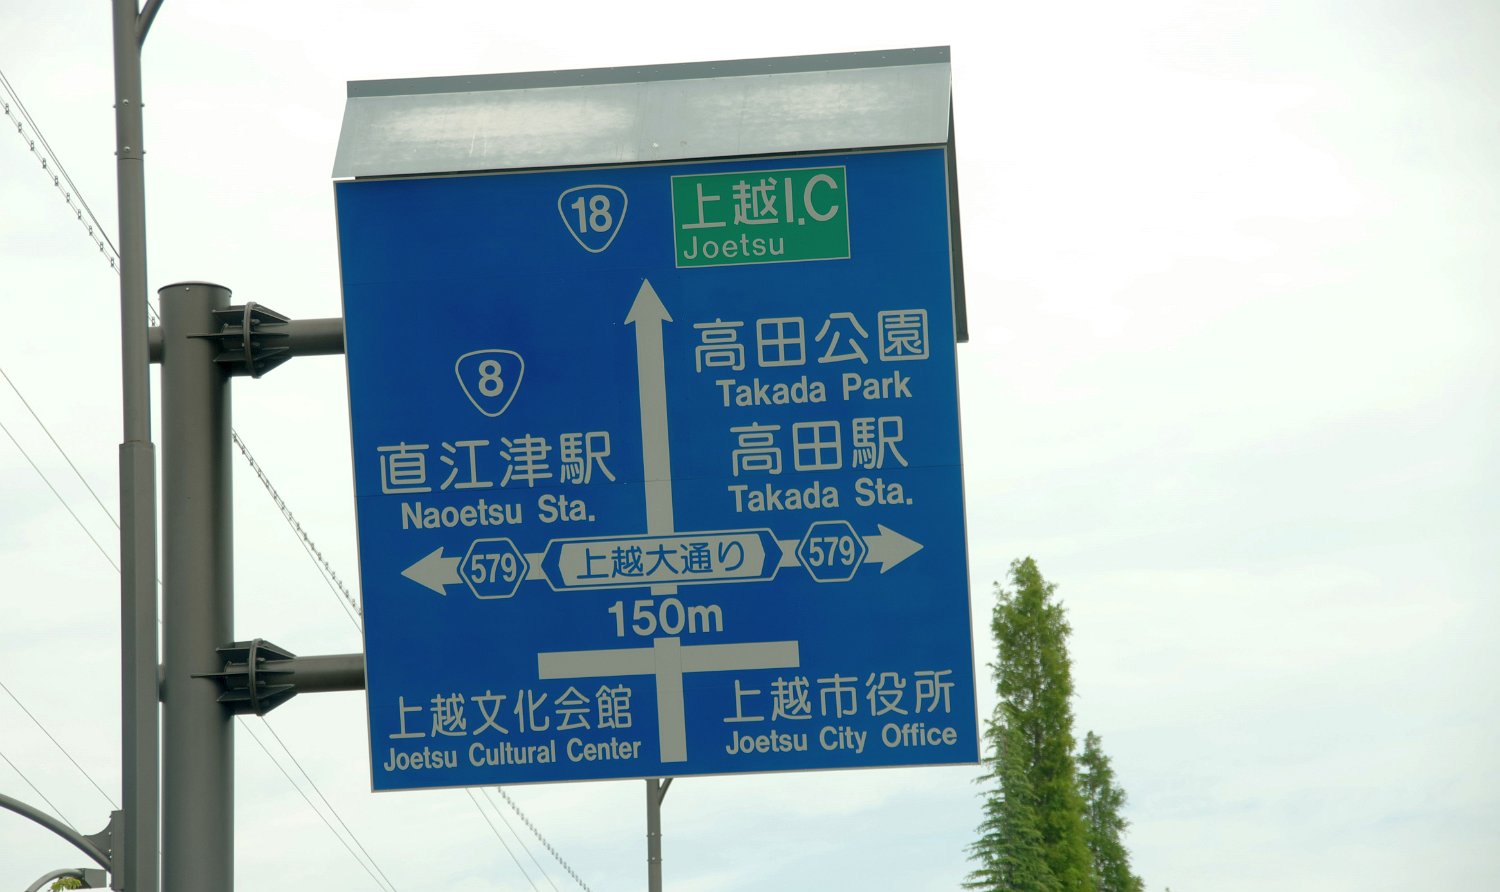 18
上越I.C
Joetsu
8
直江津駅
Naoetsu Sta.
高田公園
Takada Park
高田駅
Takada Sta.
579 上越大通り 579
150m
上越文化会館
Joetsu Cultural Center
上越市役所
Joetsu City Office